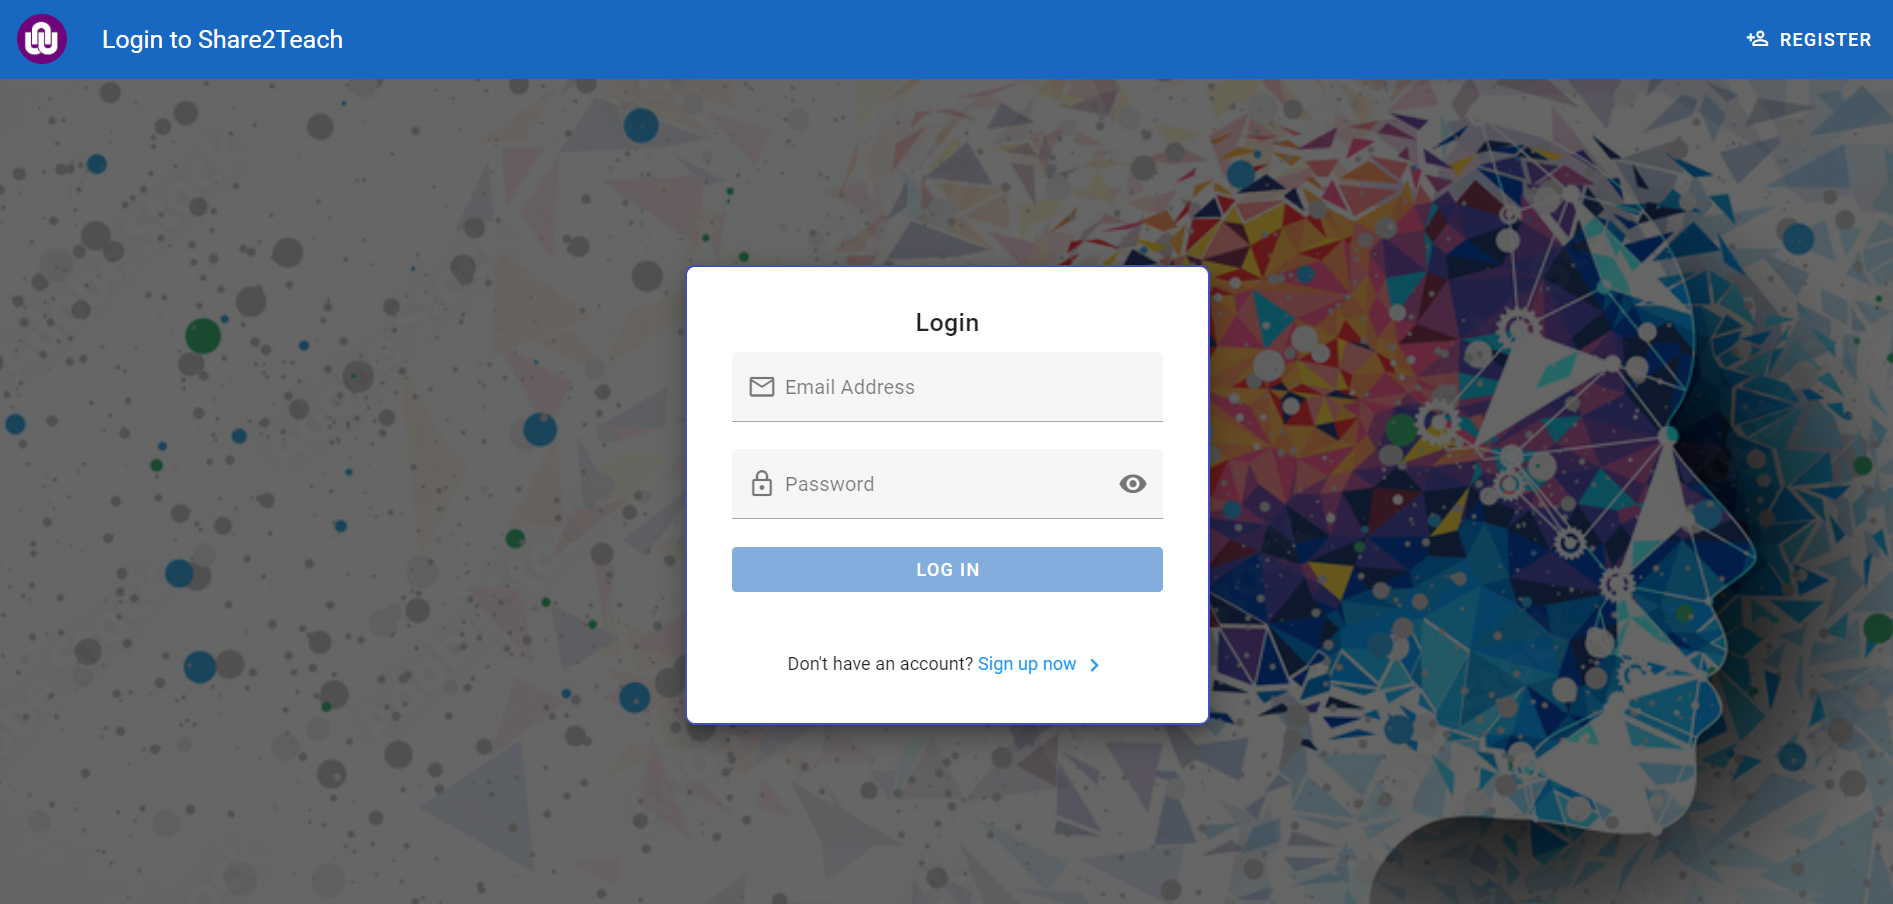 Login to Share2Teach
REGISTER
Login
Email Address
Password
LOG IN
Don't have an account? Sign up now